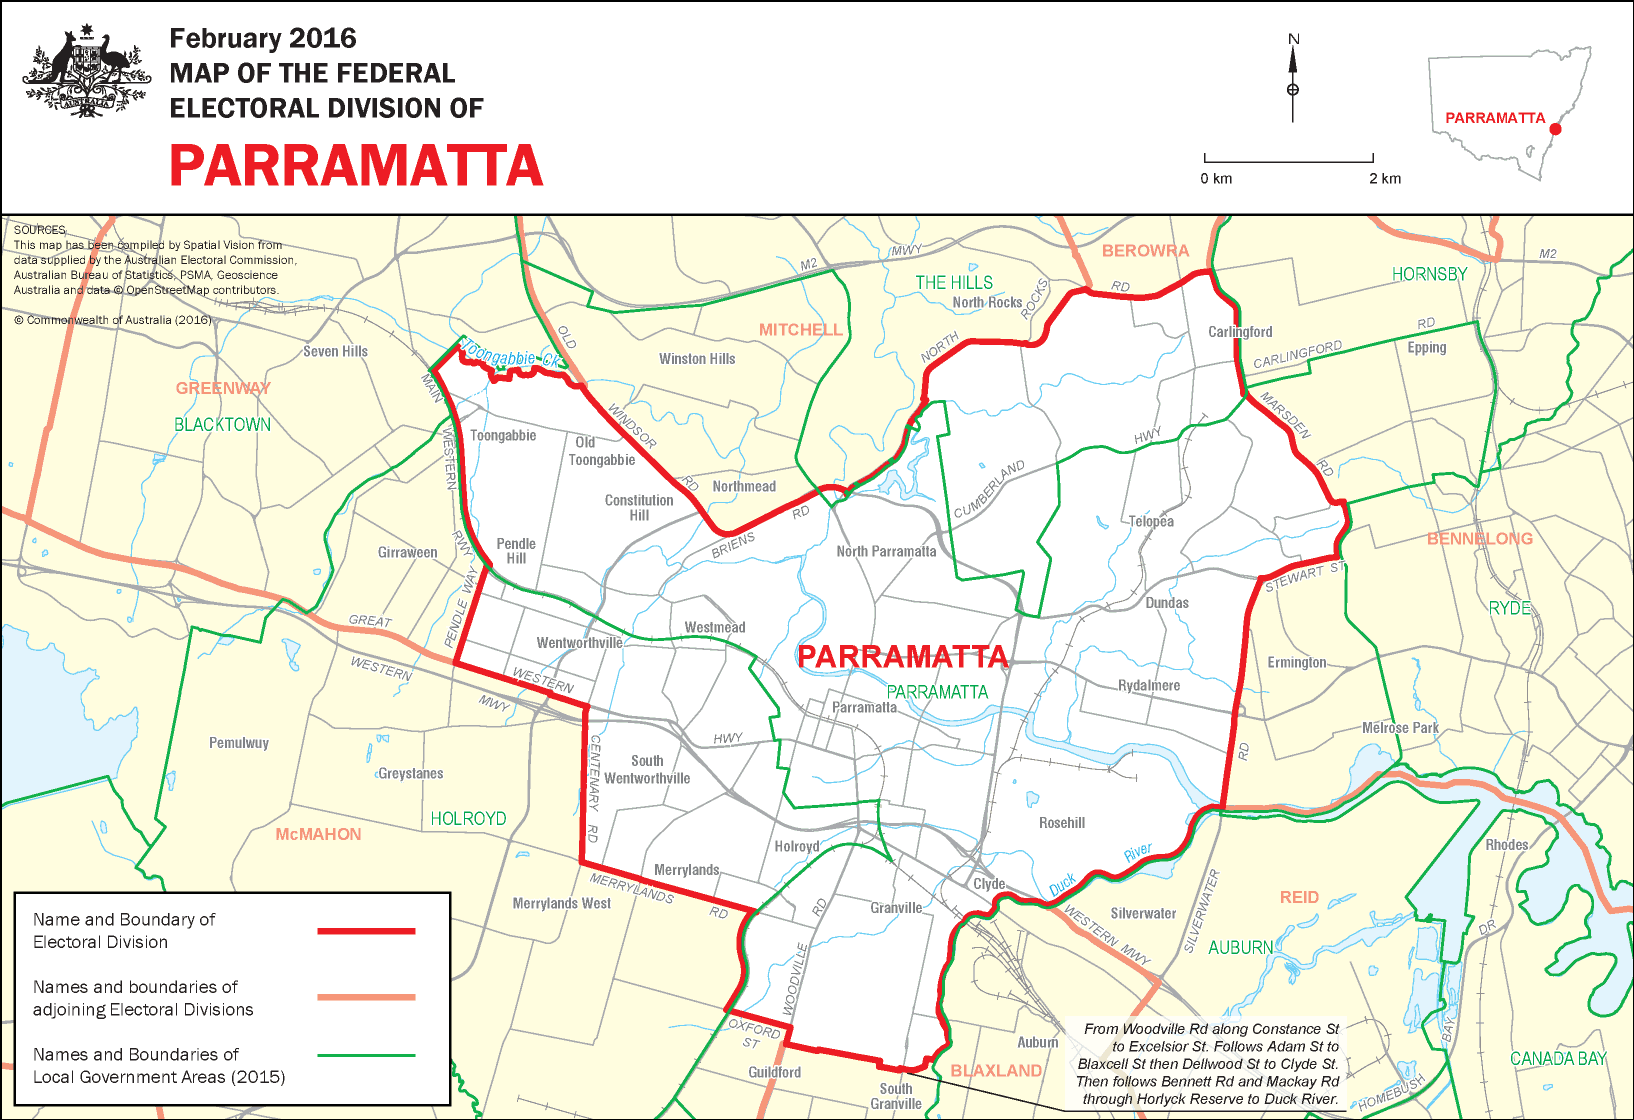 February 2016
MAP OF THE FEDERAL
ELECTORAL DIVISION OF
PARRAMATTA
AUSTRALIA
N
0 km
2 km
PARRAMATTA
SOURCES
This map has been compiled by Spatial Vision from
data supplied by the Australian Electoral Commission,
Australian Bureau of Statistics, PSMA, Geoscience
Australia and data © OpenStreetMap contributors.
© Commonwealth of Australia (2016)
M2
MWY
BEROWRA
M2
THE HILLS
HORNSBY
North Rocks
ROCKS
RD
MITCHELL
OLD
NORTH
Carlingford
RD
Seven Hills
Toongabbie Ck
Winston Hills
CARLINGFORD
Epping
GREENWAY
MAIN
BLACKTOWN
WINDSOR
MARSDEN
Toongabbie
Old
Toongabbie
WESTERN
HWY
RD
RD
Northmead
CUMBERLAND
Constitution
Hill
RD
Telopea
BENNELONG
Girraween
RWY
Pendle
Hill
BRIENS
North Parramatta
STEWART ST
PENDLE WAY
Dundas
RYDE
GREAT
Wentworthville
Westmead
PARRAMATTA
Ermington
WESTERN
WESTERN
Rydalmere
PARRAMATTA
MWY
Parramatta
Melrose Park
Pemulwuy
HWY
RD
CENTENARY RD
South
Wentworthville
Greystanes
HOLROYD
McMAHON
Rosehill
Holroyd
River
Rhodes
Merrylands
Duck
Clyde
MERRYLANDS
RD
Merrylands West
RD
Granville
WESTERN MWY
Silverwater
SILVERWATER
REID
DR
AUBURN
WOODVILLE
OXFORD
ST
Auburn
BLAXLAND
Guildford
South
Granville
BAY
CANADA BAY
HOMEBUSH
From Woodville Rd along Constance St
to Excelsior St. Follows Adam St to
Blaxcell St then Dellwood St to Clyde St.
Then follows Bennett Rd and Mackay Rd
through Horlyck Reserve to Duck River.
Name and Boundary of
Electoral Division
Names and boundaries of
adjoining Electoral Divisions
Names and Boundaries of
Local Government Areas (2015)